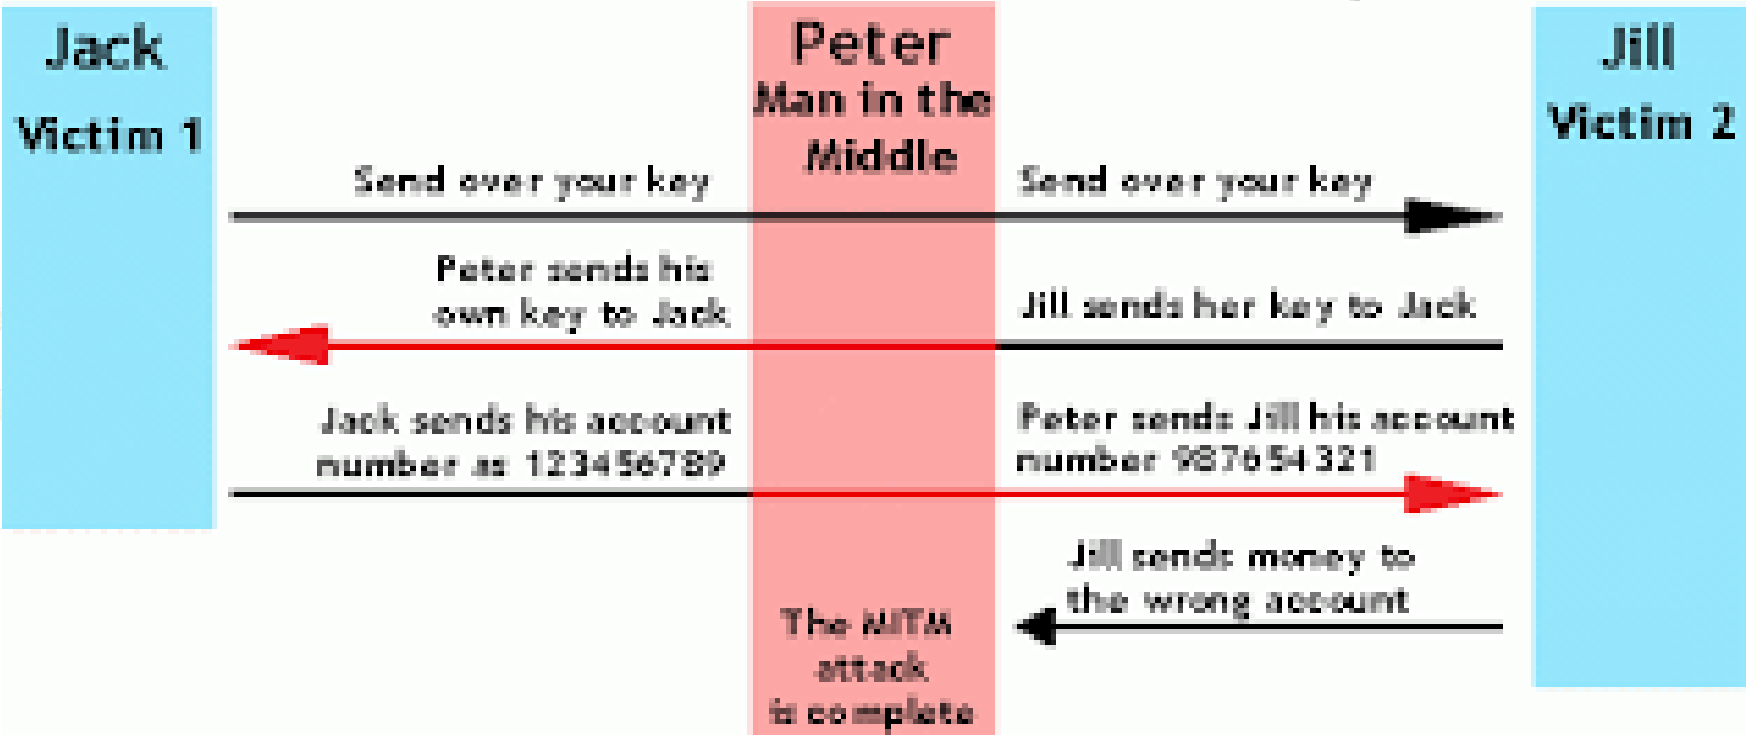 Jack
Victim 1
Peter
Man in the
Middle
Jill
Victim 2
Send over your key
Send over your key
Peter sends his
own key to Jack
Jill sends her key to Jack
Jack sends his account
number as 123456789
Peter sends Jill his account
number 987654321
Jill sends money to
the wrong account
The MITM
attack
is complete